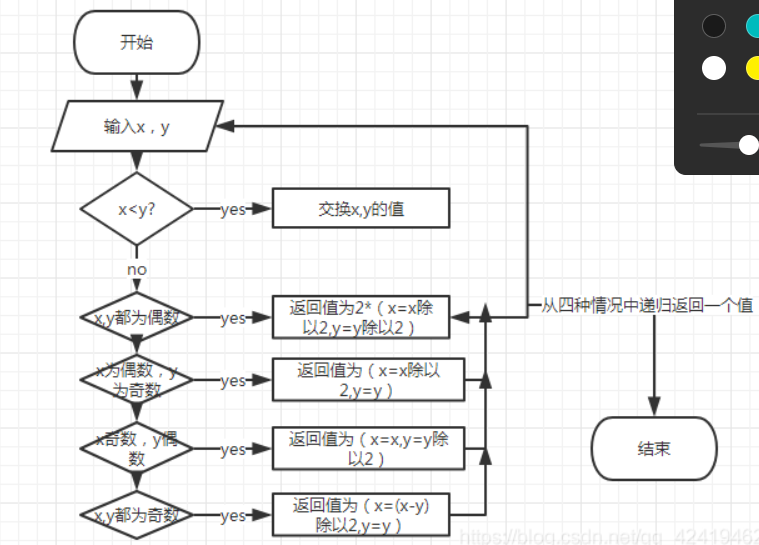 开始
输入x，y
x<y?
yes
交换x,y的值
no
x,y都为偶数
yes
返回值为2*（x=x除
以2,y=y除以2）
从四种情况中递归返回一个值
x为偶数，y
为奇数
yes
返回值为（x=x除以
2,y=y）
x奇数，y偶
数
yes
返回值为（x=x,y=y除
以2）
结束
x,y都为奇数
yes
返回值为（x=(x-y)
除以2,y=y）
https://blog.csdn.net/qq_42419462